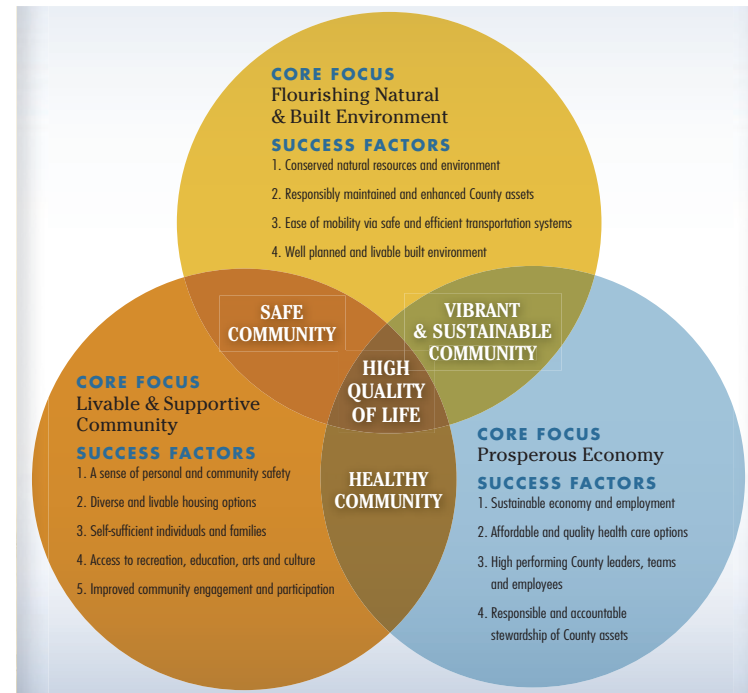 CORE FOCUS
Flourishing Natural
& Built Environment
SUCCESS FACTORS
1. Conserved natural resources and environment
2. Responsibly maintained and enhanced County assets
3. Ease of mobility via safe and efficient transportation systems
4. Well planned and livable built environment
SAFE
COMMUNITY
VIBRANT
& SUSTAINABLE
COMMUNITY
HIGH
QUALITY
OF LIFE
HEALTHY
COMMUNITY
CORE FOCUS
Livable & Supportive
Community
SUCCESS FACTORS
1. A sense of personal and community safety
2. Diverse and livable housing options
3. Self-sufficient individuals and families
4. Access to recreation, education, arts and culture
5. Improved community engagement and participation
CORE FOCUS
Prosperous Economy
SUCCESS FACTORS
1. Sustainable economy and employment
2. Affordable and quality health care options
3. High performing County leaders, teams
and employees
4. Responsible and accountable
stewardship of County assets